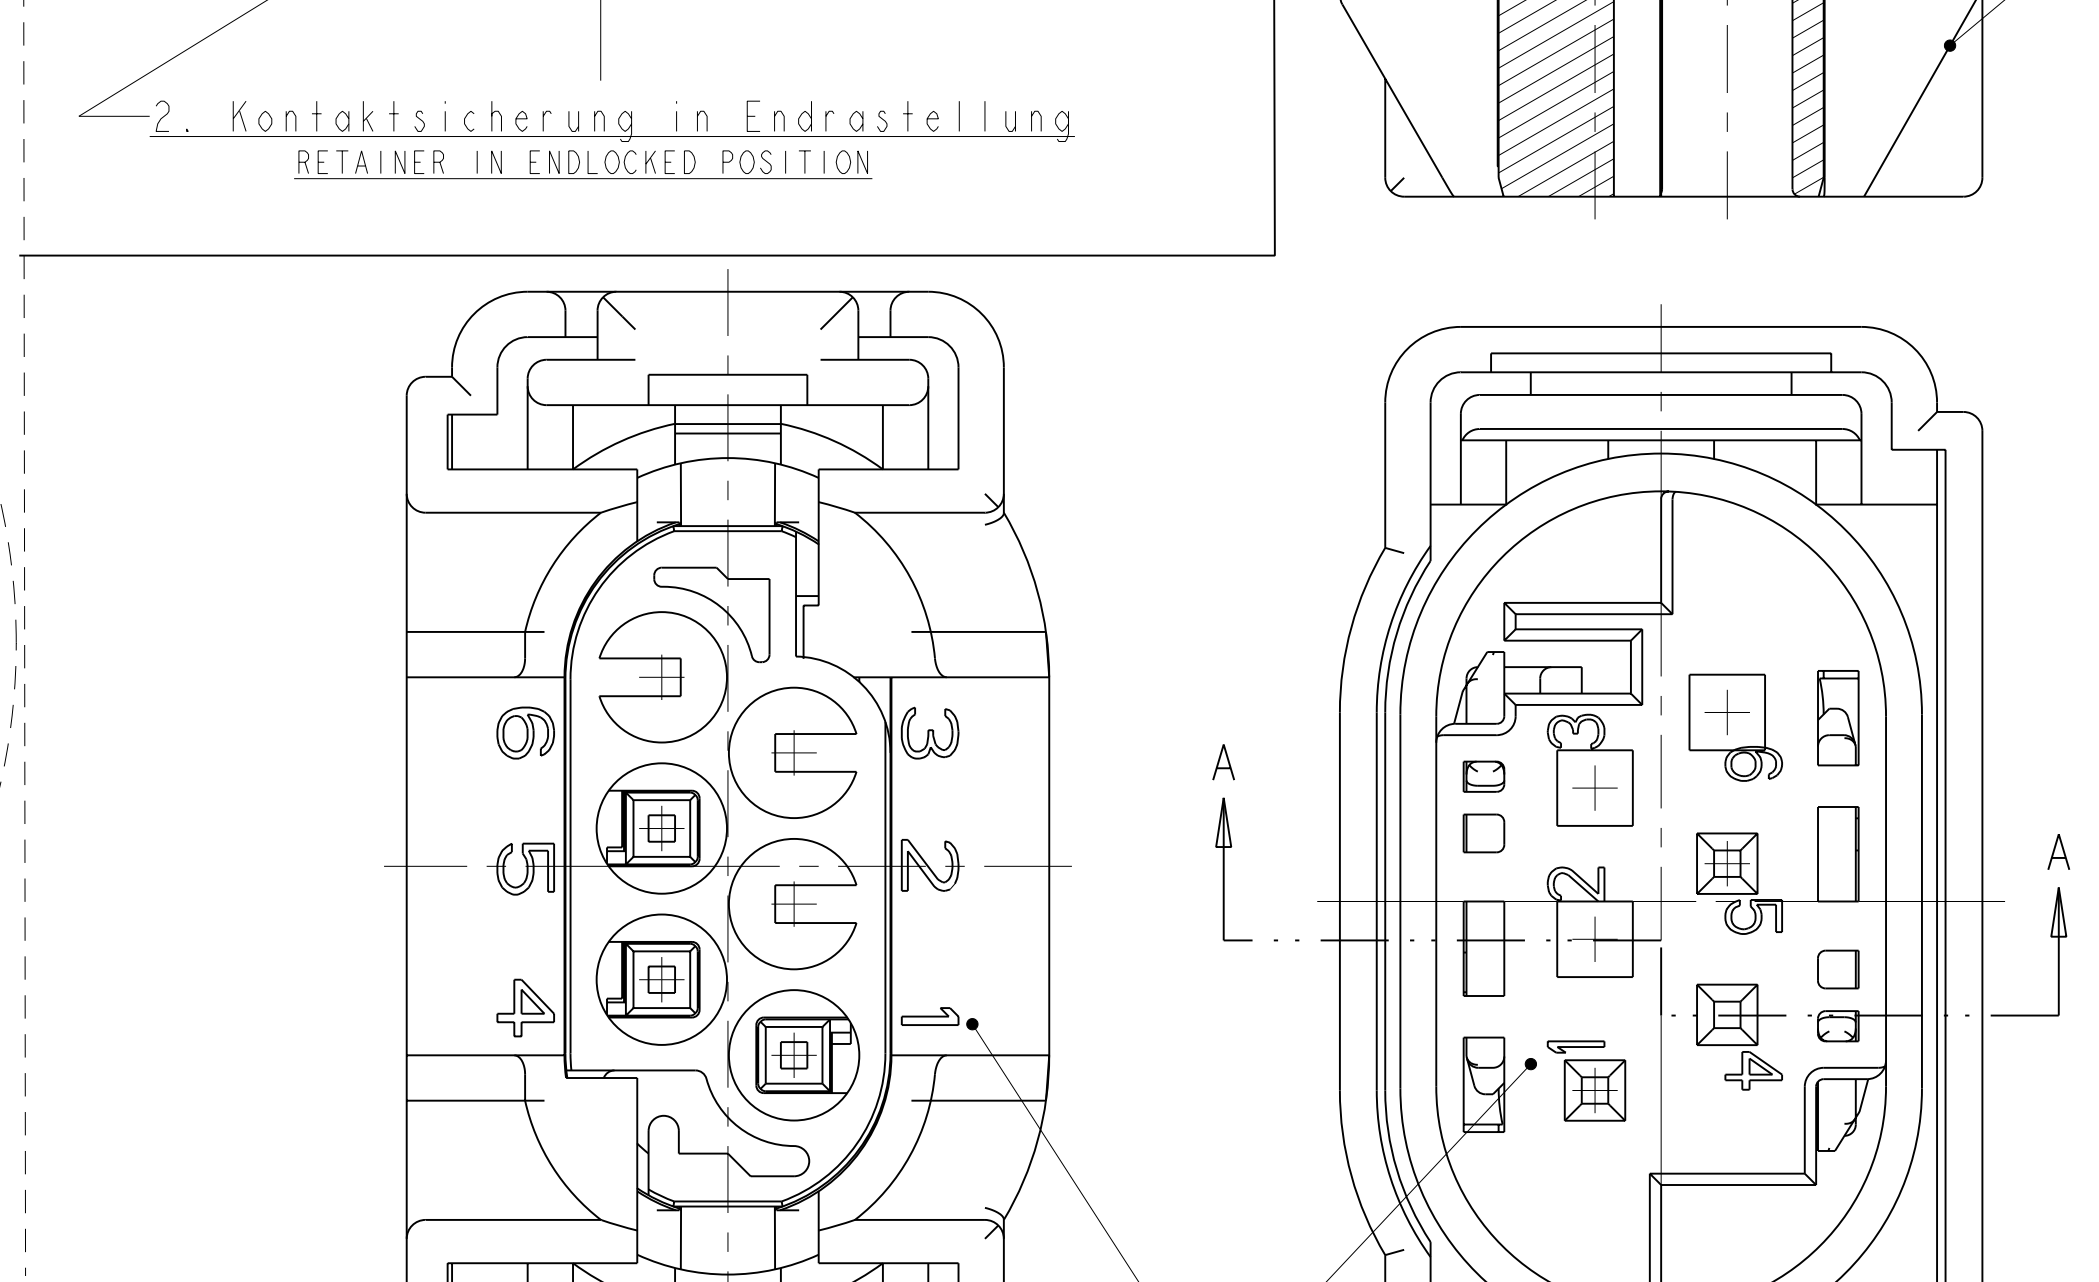 2. Kontaktsicherung in Endrastellung
RETAINER IN ENDLOCKED POSITION
6 3
5 2
4 1
A A
3 6
2 5
1 4